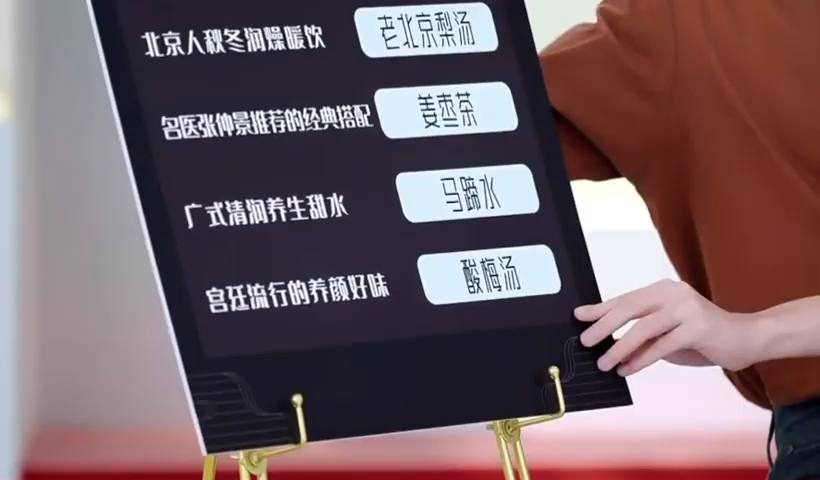 北京人秋冬润燥暖饮 老北京梨汤
名医张仲景推荐的经典搭配 姜枣茶
广式清润养生甜水 马蹄水
宫廷流行的养颜好味 酸梅汤